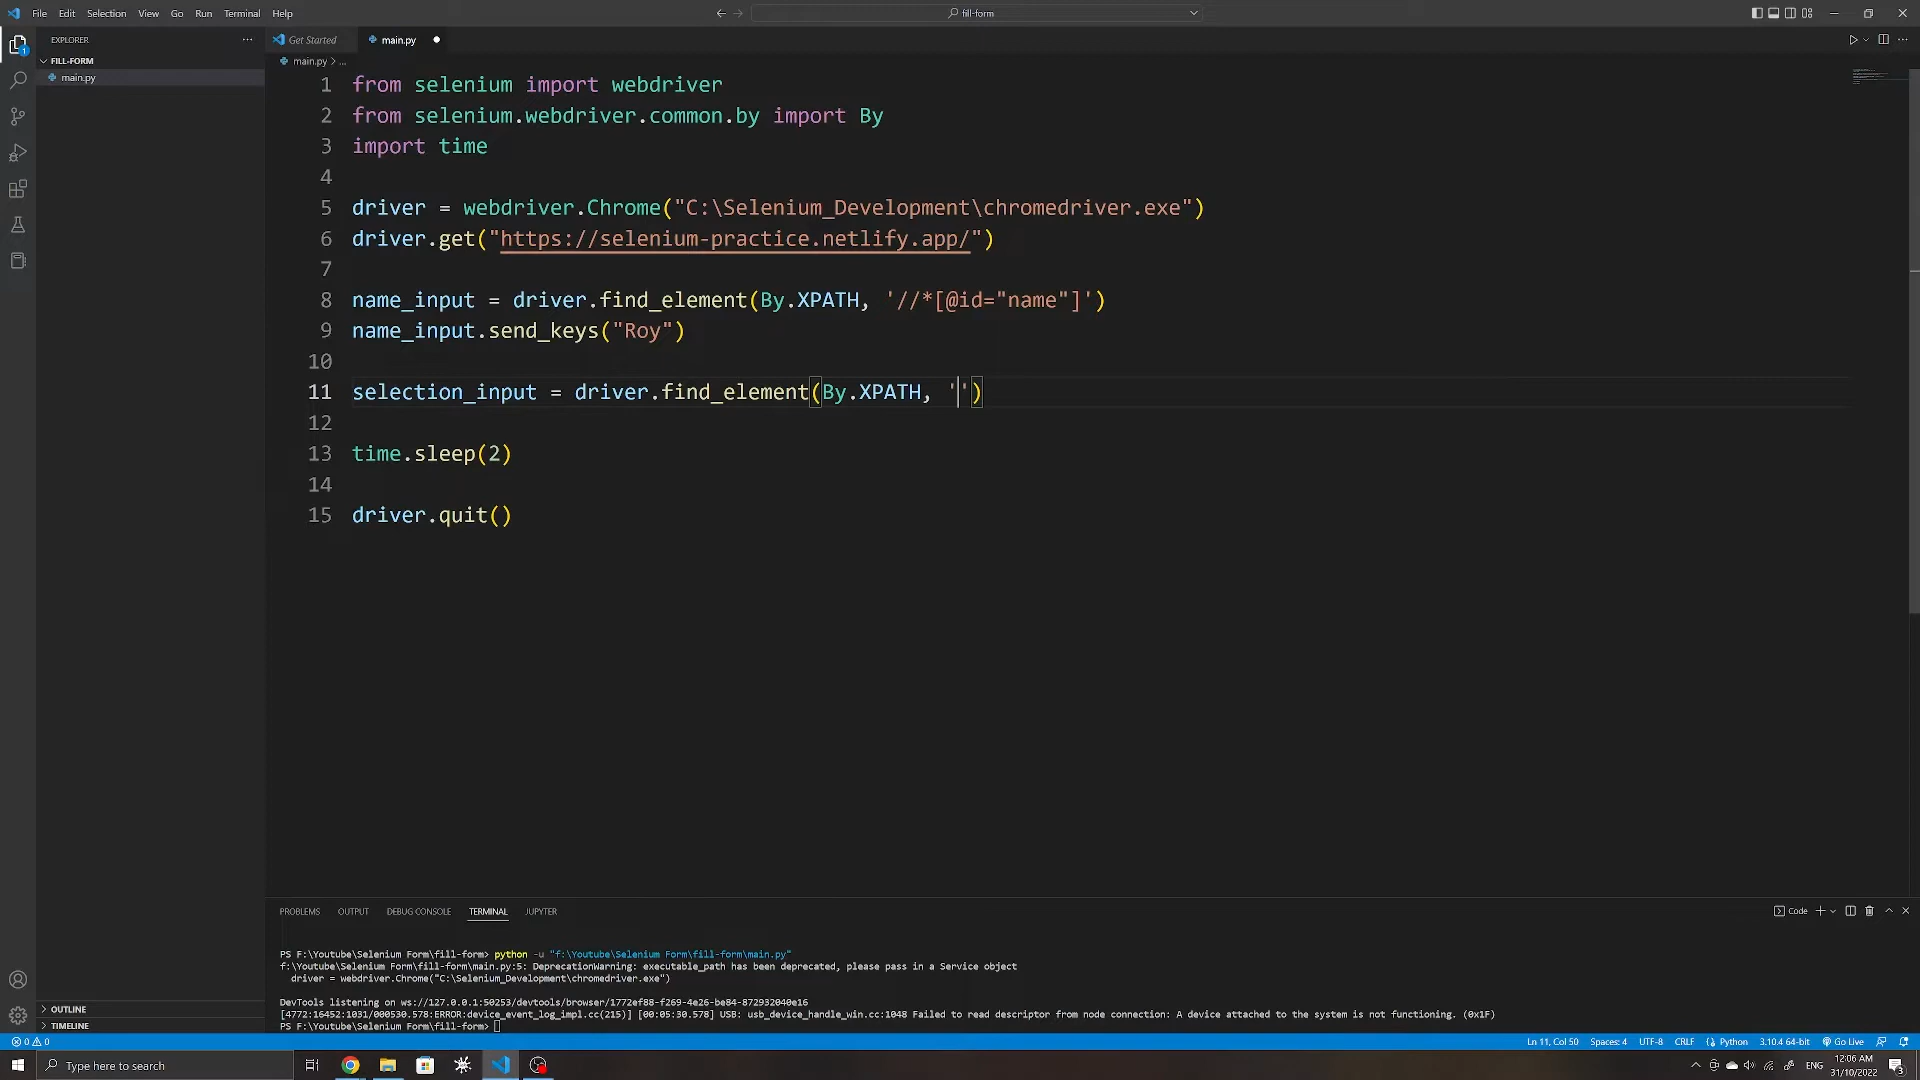 File Edit Selection View Go Run Terminal Help
fill-form
EXPLORER
Get Started
main.py
FILL-FORM
main.py > ...
1
main.py
1 from selenium import webdriver
2 from selenium.webdriver.common.by import By
3 import time
4
5 driver = webdriver.Chrome("C:\Selenium_Development\chromedriver.exe")
6 driver.get("https://selenium-practice.netlify.app/")
7
8 name_input = driver.find_element(By.XPATH, '//*[@id="name"]')
9 name_input.send_keys("Roy")
10
11 selection_input = driver.find_element(By.XPATH, '')
12
13 time.sleep(2)
14
15 driver.quit()
PROBLEMS OUTPUT DEBUG CONSOLE TERMINAL JUPYTER
Code
PS F:\Youtube\Selenium Form\fill-form> python -u "f:\Youtube\Selenium Form\fill-form\main.py"
f:\Youtube\Selenium Form\fill-form\main.py:5: DeprecationWarning: executable_path has been deprecated, please pass in a Service object
driver = webdriver.Chrome("C:\Selenium_Development\chromedriver.exe")
DevTools listening on ws://127.0.0.1:50253/devtools/browser/1772ef88-f269-4e26-be84-872932040e16
[4772:16452:1031/000530.578:ERROR:device_event_log_impl.cc(215)] [00:05:30.578] USB: usb_device_handle_win.cc:1048 Failed to read descriptor from node connection: A device attached to the system is not functioning. (0x1F)
PS F:\Youtube\Selenium Form\fill-form>
OUTLINE
TIMELINE
0 0
Ln 11, Col 50 Spaces: 4 UTF-8 CRLF Python 3.10.4 64-bit Go Live
Type here to search
ENG
12:06 AM
31/10/2022
3